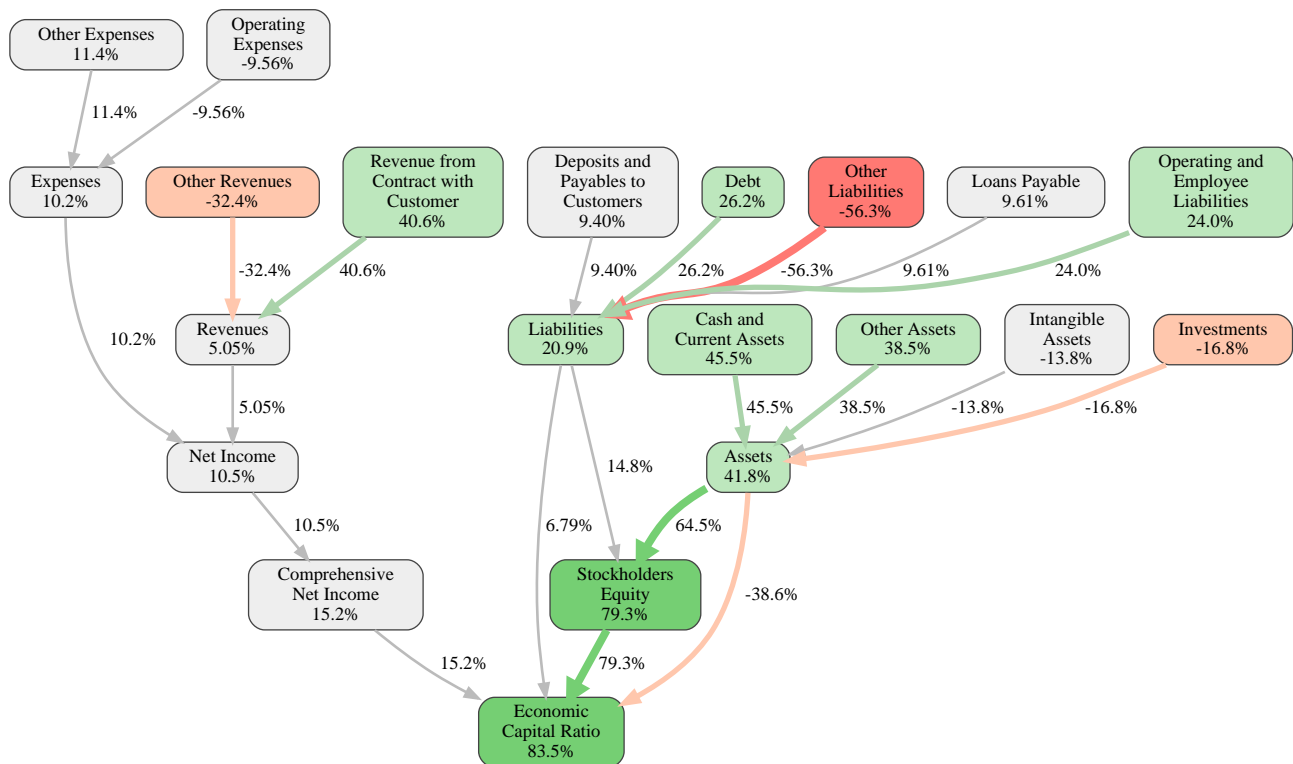 Other Expenses
11.4%
Operating
Expenses
-9.56%
11.4%
-9.56%
Expenses
10.2%
Other Revenues
-32.4%
Revenue from
Contract with
Customer
40.6%
Deposits and
Payables to
Customers
9.40%
Debt
26.2%
Other
Liabilities
-56.3%
Loans Payable
9.61%
Operating and
Employee
Liabilities
24.0%
-32.4%
40.6%
9.40%
26.2%
-56.3%
9.61%
24.0%
10.2%
Revenues
5.05%
Liabilities
20.9%
Cash and
Current Assets
45.5%
Other Assets
38.5%
Intangible
Assets
-13.8%
Investments
-16.8%
5.05%
45.5%
38.5%
-13.8%
-16.8%
Net Income
10.5%
14.8%
Assets
41.8%
10.5%
6.79%
64.5%
Comprehensive
Net Income
15.2%
Stockholders
Equity
79.3%
-38.6%
15.2%
79.3%
Economic
Capital Ratio
83.5%